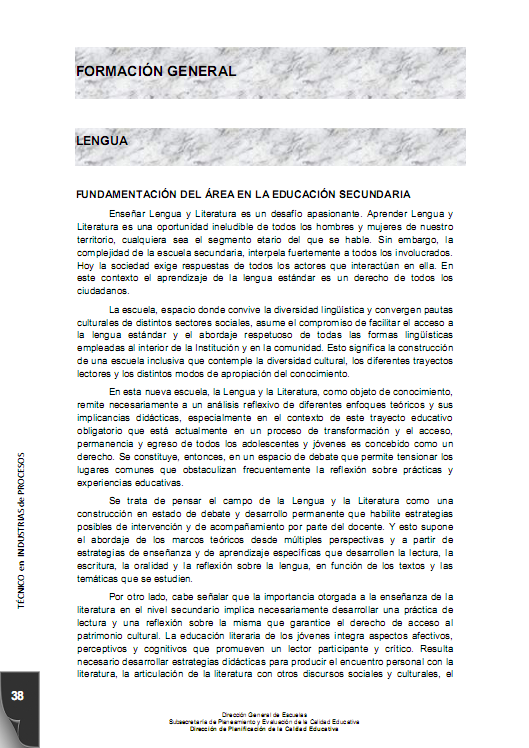 FORMACIÓN GENERAL
LENGUA
FUNDAMENTACIÓN DEL ÁREA EN LA EDUCACIÓN SECUNDARIA
Enseñar Lengua y Literatura es un desafío apasionante. Aprender Lengua y
Literatura es una oportunidad ineludible de todos los hombres y mujeres de nuestro
territorio, cualquiera sea el segmento etario del que se hable. Sin embargo, la
complejidad de la escuela secundaria, interpela fuertemente a todos los involucrados.
Hoy la sociedad exige respuestas de todos los actores que interactúan en ella. En
este contexto el aprendizaje de la lengua estándar es un derecho de todos los
ciudadanos.
La escuela, espacio donde convive la diversidad lingüística y convergen pautas
culturales de distintos sectores sociales, asume el compromiso de facilitar el acceso a
la lengua estándar y el abordaje respetuoso de todas las formas lingüísticas
empleadas al interior de la Institución y en la comunidad. Esto significa la construcción
de una escuela inclusiva que contemple la diversidad cultural, los diferentes trayectos
lectores y los distintos modos de apropiación del conocimiento.
En esta nueva escuela, la Lengua y la Literatura, como objeto de conocimiento,
remite necesariamente a un análisis reflexivo de diferentes enfoques teóricos y sus
implicancias didácticas, especialmente en el contexto de este trayecto educativo
obligatorio que está actualmente en un proceso de transformación y el acceso,
permanencia y egreso de todos los adolescentes y jóvenes es concebido como un
derecho. Se constituye, entonces, en un espacio de debate que permite tensionar los
lugares comunes que obstaculizan frecuentemente la reflexión sobre prácticas y
experiencias educativas.
Se trata de pensar el campo de la Lengua y la Literatura como una
construcción en estado de debate y desarrollo permanente que habilite estrategias
posibles de intervención y de acompañamiento por parte del docente. Y esto supone
el abordaje de los marcos teóricos desde múltiples perspectivas y a partir de
estrategias de enseñanza y de aprendizaje específicas que desarrollen la lectura, la
escritura, la oralidad y la reflexión sobre la lengua, en función de los textos y las
temáticas que se estudien.
Por otro lado, cabe señalar que la importancia otorgada a la enseñanza de la
literatura en el nivel secundario implica necesariamente desarrollar una práctica de
lectura y una reflexión sobre la misma que garantice el derecho de acceso al
patrimonio cultural. La educación literaria de los jóvenes integra aspectos afectivos,
perceptivos y cognitivos que promueven un lector participante y crítico. Resulta
necesario desarrollar estrategias didácticas para producir el encuentro personal con la
literatura, la articulación de la literatura con otros discursos sociales y culturales, el
TÉCNICO en INDUSTRIAS de PROCESOS
38
Dirección General de Escuelas
Subsecretaría de Planeamiento y Evaluación de la Calidad Educativa
Dirección de Planificación de la Calidad Educativa